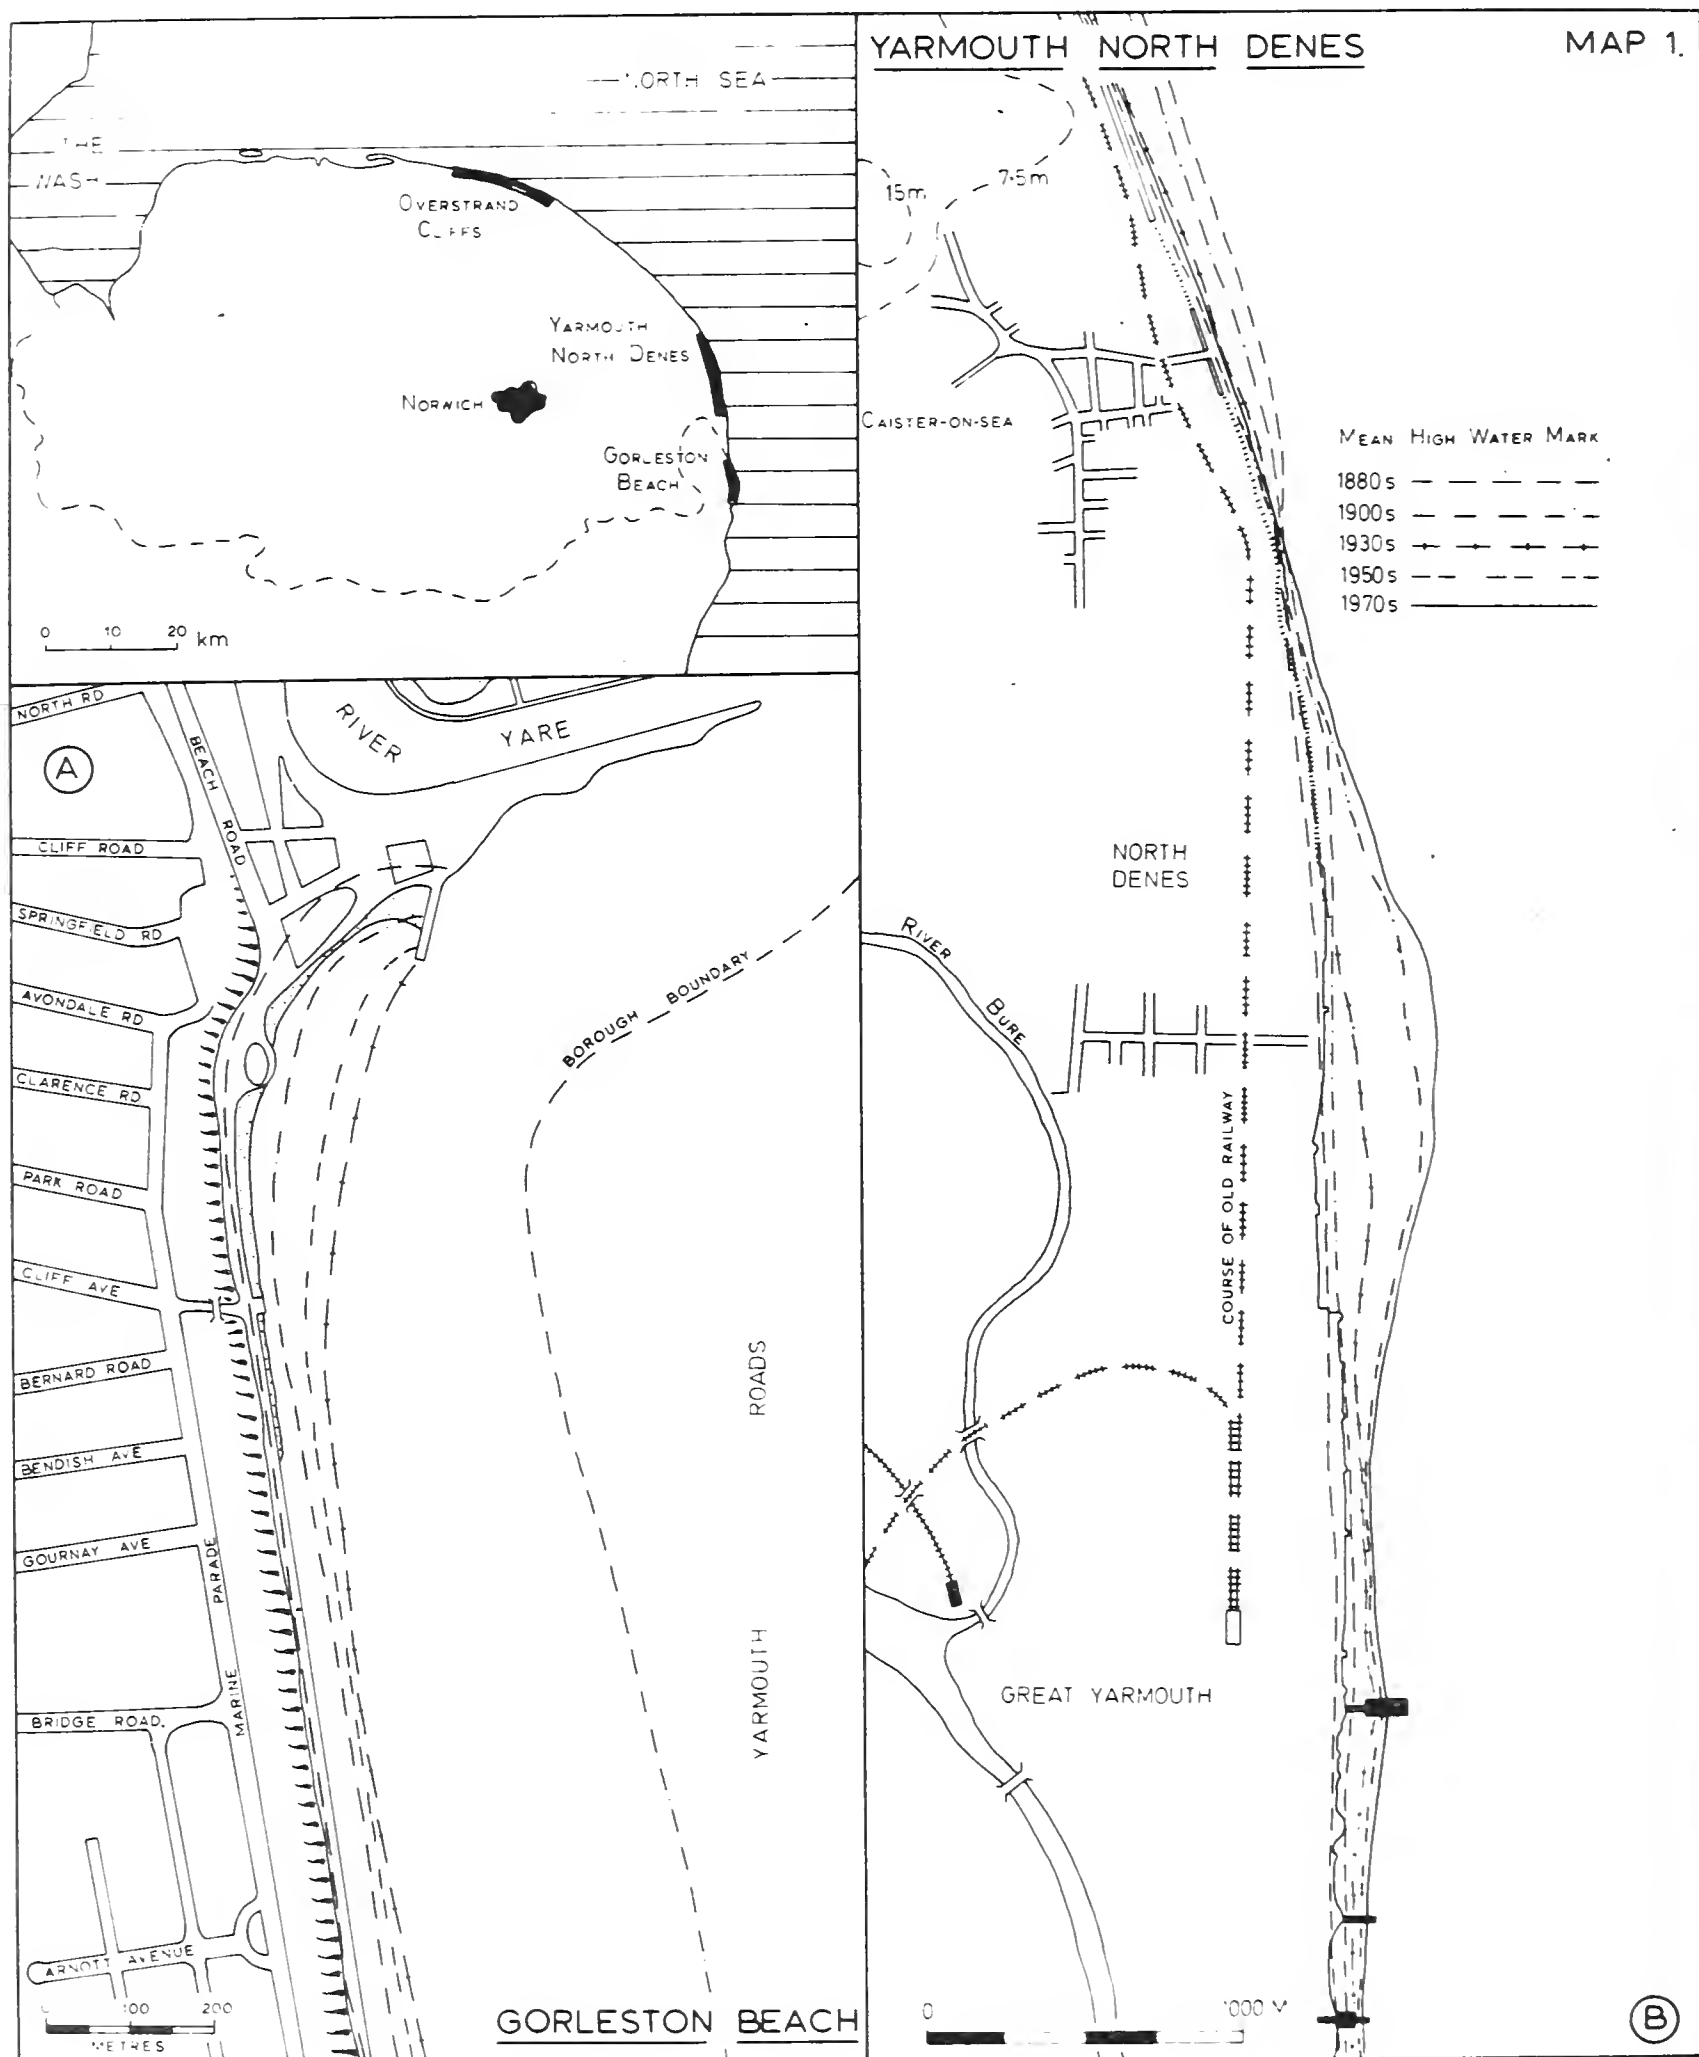 YARMOUTH NORTH DENES
MAP 1.
NORTH SEA
THE
WASH
OVERSTRAND
CLIFFS
YARMOUTH
NORTH DENES
NORWICH
GORLESTON
BEACH
0 10 20 km
15m
7·5m
CAISTER-ON-SEA
MEAN HIGH WATER MARK
1880s
1900s
1930s
1950s
1970s
NORTH
DENES
RIVER BURE
COURSE OF OLD RAILWAY
GREAT YARMOUTH
0 1000 M
B
NORTH RD
A
BEACH ROAD
RIVER YARE
CLIFF ROAD
SPRINGFIELD RD
AVONDALE RD
CLARENCE RD
PARK ROAD
CLIFF AVE
BERNARD ROAD
BENDISH AVE
GOURNAY AVE
BRIDGE ROAD.
ARNOTT AVENUE
MARINE PARADE
BOROUGH BOUNDARY
YARMOUTH ROADS
100 200
METRES
GORLESTON BEACH